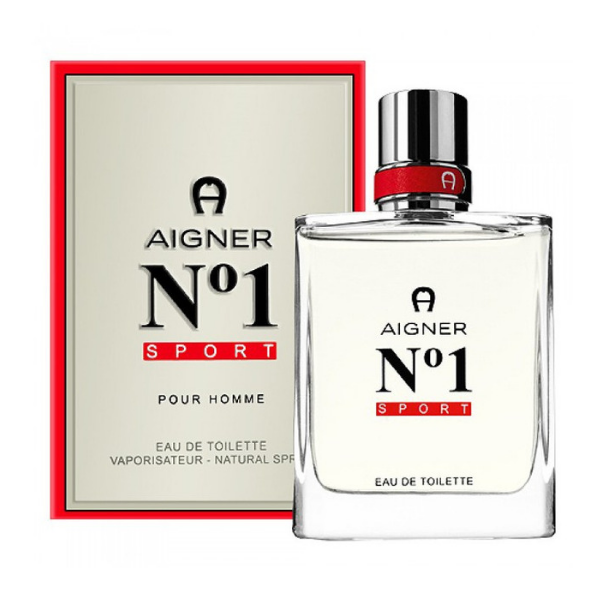 AIGNER
Nº1
SPORT
POUR HOMME
EAU DE TOILETTE
VAPORISATEUR - NATURAL SPR
A
AIGNER
Nº1
SPORT
EAU DE TOILETTE